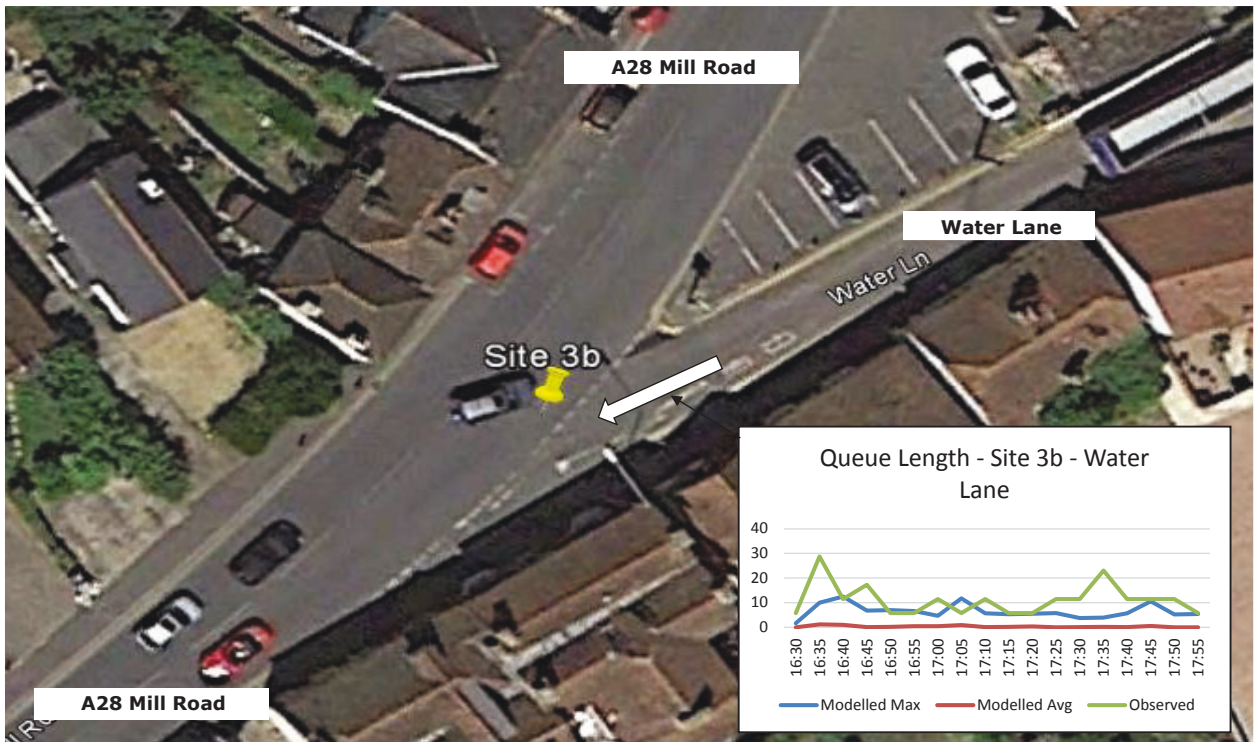 A28 Mill Road
Water Lane
Water Ln
Site 3b
Queue Length - Site 3b - Water
Lane
40
30
20
10
0
16:30
16:35
16:40
16:45
16:50
16:55
17:00
17:05
17:10
17:15
17:20
17:25
17:30
17:35
17:40
17:45
17:50
17:55
Modelled Max Modelled Avg Observed
A28 Mill Road